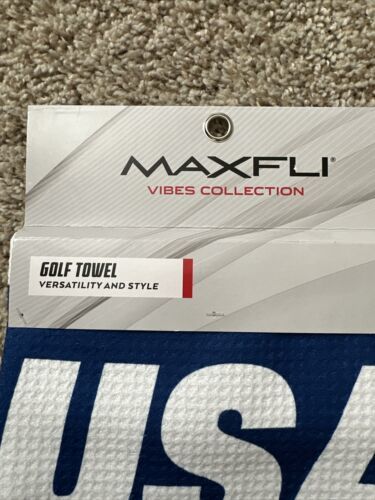 MAXFLI®
VIBES COLLECTION
GOLF TOWEL
VERSATILITY AND STYLE
USA